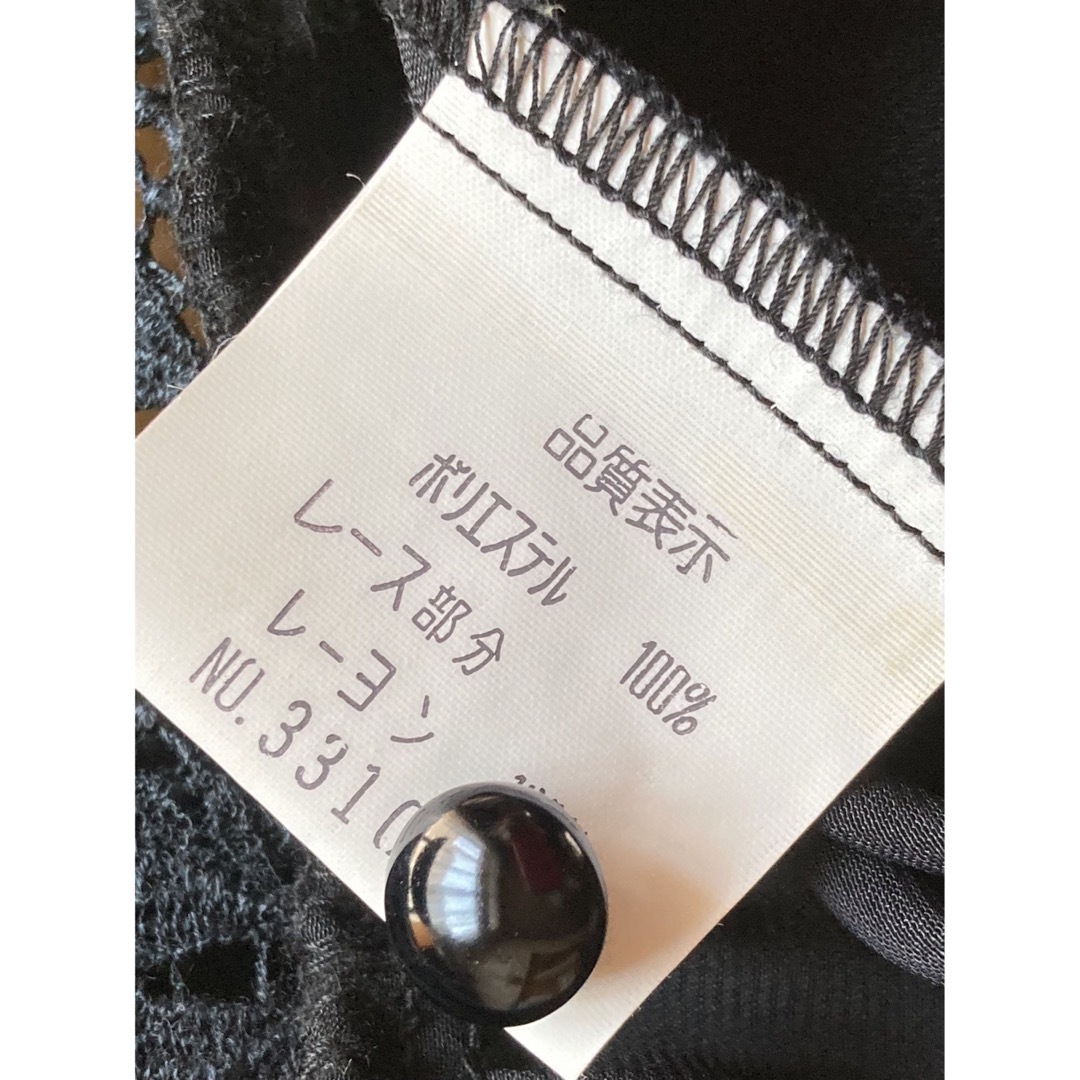 品質表示
ポリエステル 100%
レース部分
レーヨン
NO.331